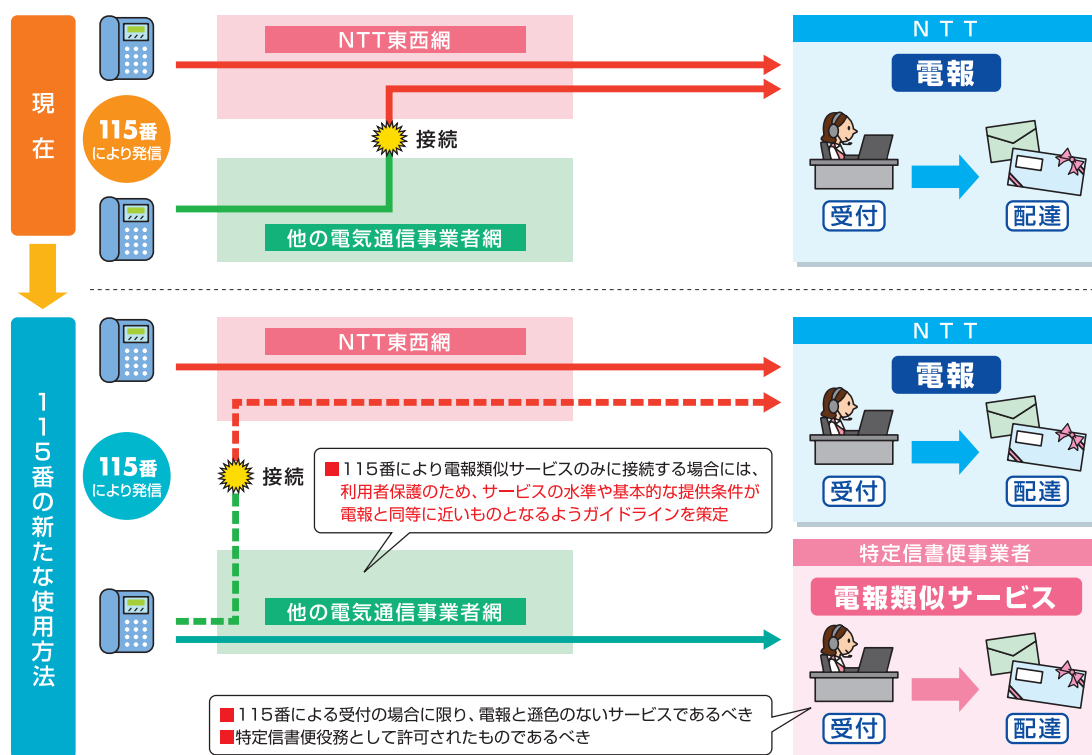 現在
115番
により発信
NTT東西網
接続
他の電気通信事業者網
NTT
電報
受付
配達
115番の新たな使用方法
115番
により発信
NTT東西網
接続
■115番により電報類似サービスのみに接続する場合には、
利用者保護のため、サービスの水準や基本的な提供条件が
電報と同等に近いものとなるようガイドラインを策定
他の電気通信事業者網
NTT
電報
受付
配達
特定信書便事業者
電報類似サービス
受付
配達
■115番による受付の場合に限り、電報と遜色のないサービスであるべき
■特定信書便役務として許可されたものであるべき